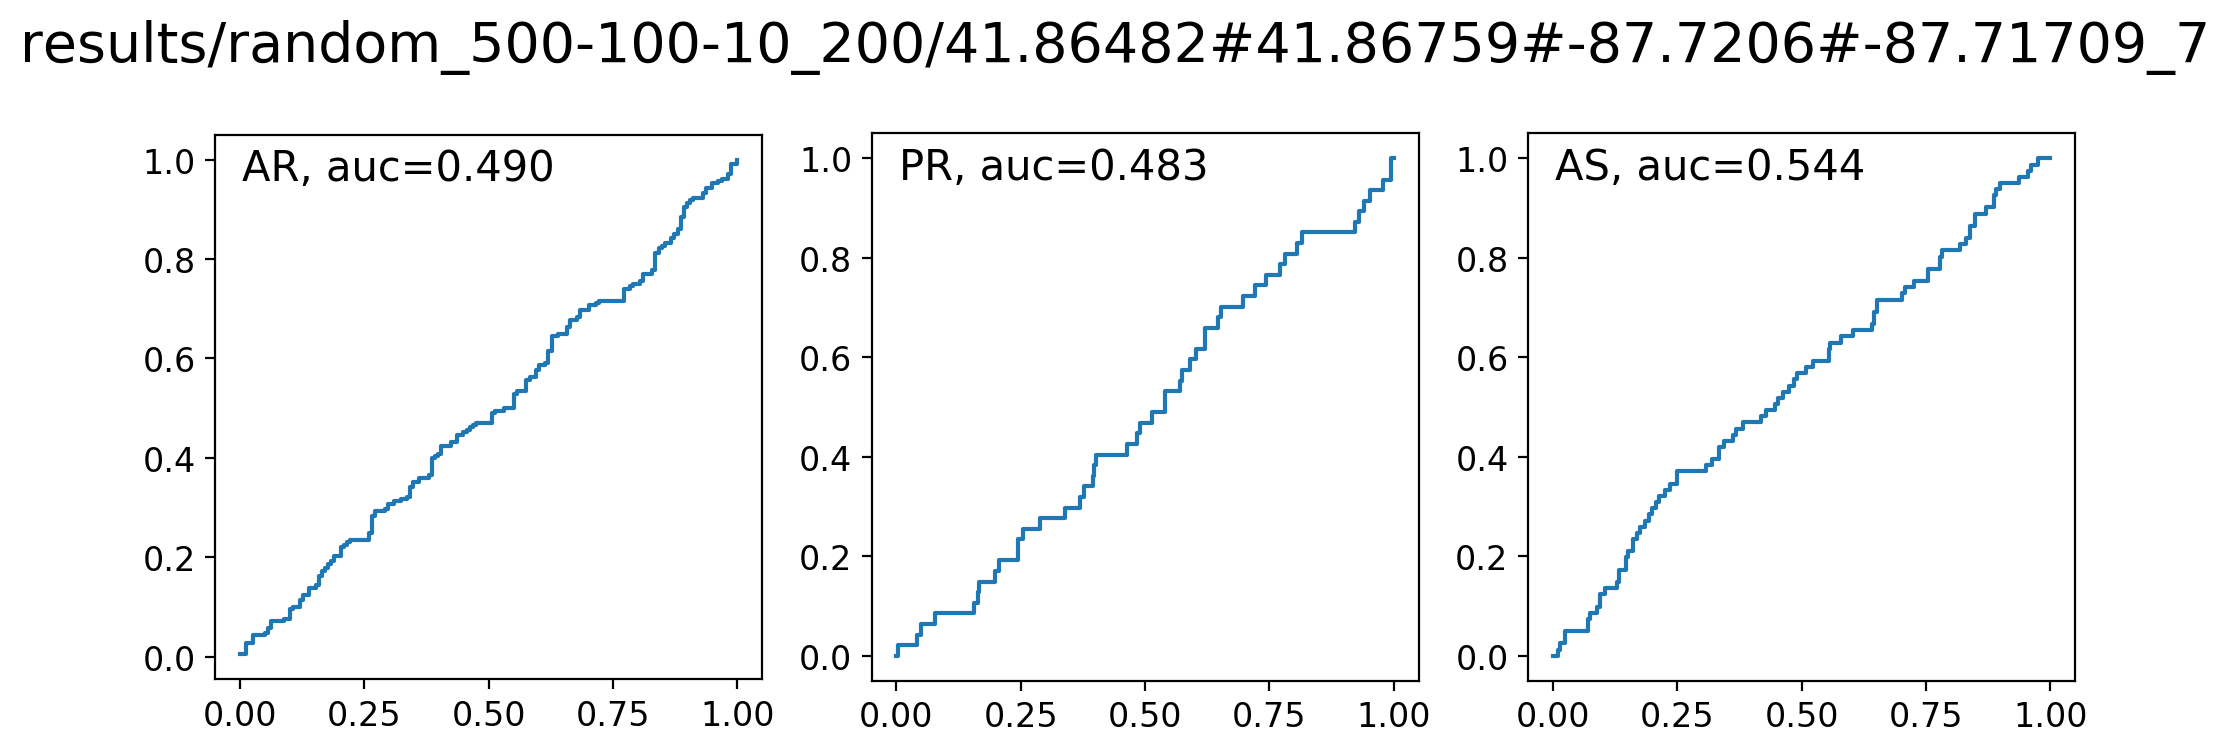 results/random_500-100-10_200/41.86482#41.86759#-87.7206#-87.71709_7
AR, auc=0.490
1.0
0.8
0.6
0.4
0.2
0.0
0.00 0.25 0.50 0.75 1.00
PR, auc=0.483
1.0
0.8
0.6
0.4
0.2
0.0
0.00 0.25 0.50 0.75 1.00
AS, auc=0.544
1.0
0.8
0.6
0.4
0.2
0.0
0.00 0.25 0.50 0.75 1.00